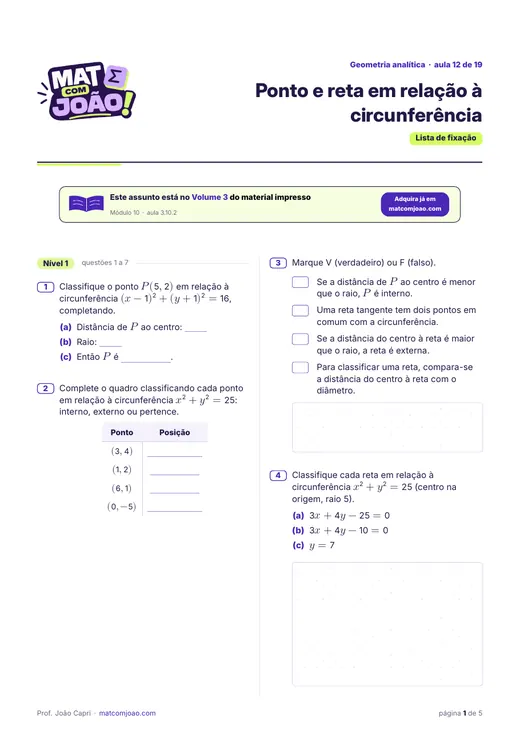 MAT Σ
COM
JOÃO!
Geometria analítica · aula 12 de 19
Ponto e reta em relação à
circunferência
Lista de fixação
Este assunto está no Volume 3 do material impresso
Módulo 10 · aula 3.10.2
Adquira já em
matcomjoao.com
Nível 1 questões 1 a 7
1 Classifique o ponto P(5, 2) em relação à
circunferência (x − 1)² + (y + 1)² = 16,
completando.
(a) Distância de P ao centro: ____
(b) Raio: ____
(c) Então P é ________.
2 Complete o quadro classificando cada ponto
em relação à circunferência x² + y² = 25:
interno, externo ou pertence.
Ponto Posição
(3, 4) ________
(1, 2) ________
(6, 1) ________
(0, −5) ________
3 Marque V (verdadeiro) ou F (falso).
Se a distância de P ao centro é menor
que o raio, P é interno.
Uma reta tangente tem dois pontos em
comum com a circunferência.
Se a distância do centro à reta é maior
que o raio, a reta é externa.
Para classificar uma reta, compara-se
a distância do centro à reta com o
diâmetro.
4 Classifique cada reta em relação à
circunferência x² + y² = 25 (centro na
origem, raio 5).
(a) 3x + 4y − 25 = 0
(b) 3x + 4y − 10 = 0
(c) y = 7
Prof. João Capri · matcomjoao.com
página 1 de 5